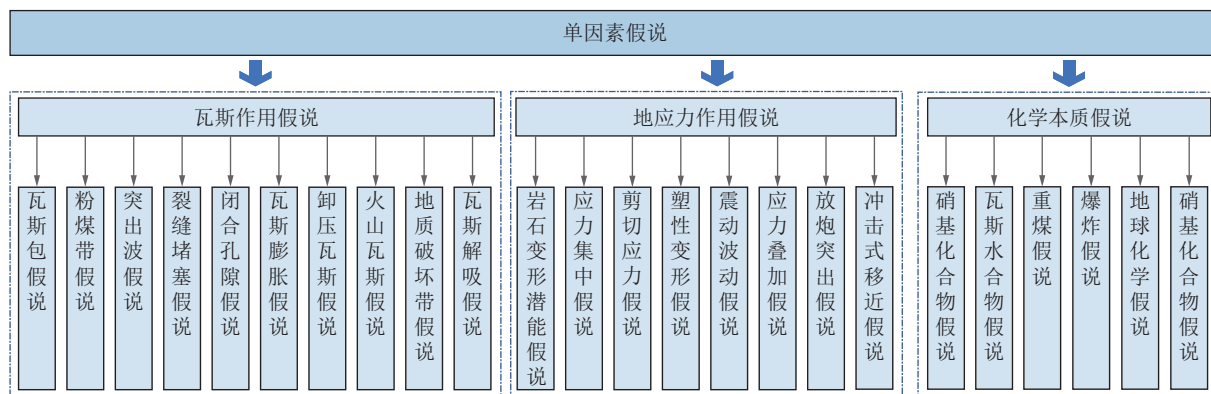 单因素假说
瓦斯作用假说
地应力作用假说
化学本质假说
瓦斯包假说
粉煤带假说
突出波假说
裂缝堵塞假说
闭合孔隙假说
瓦斯膨胀假说
卸压瓦斯假说
火山瓦斯假说
地质破坏带假说
瓦斯解吸假说
岩石变形潜能假说
应力集中假说
剪切应力假说
塑性变形假说
震动波动假说
应力叠加假说
放炮突出假说
冲击式移近假说
硝基化合物假说
瓦斯水合物假说
重煤假说
爆炸假说
地球化学假说
硝基化合物假说